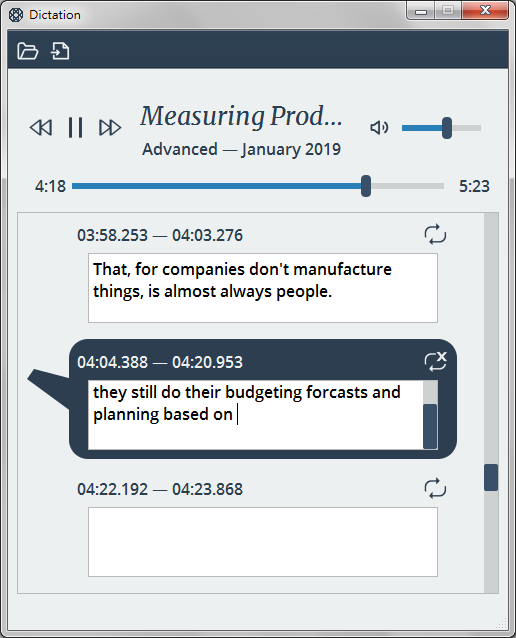 Dictation
Measuring Prod...
Advanced — January 2019
4:18
5:23
03:58.253 — 04:03.276
That, for companies don't manufacture
things, is almost always people.
04:04.388 — 04:20.953
they still do their budgeting forcasts and
planning based on
04:22.192 — 04:23.868